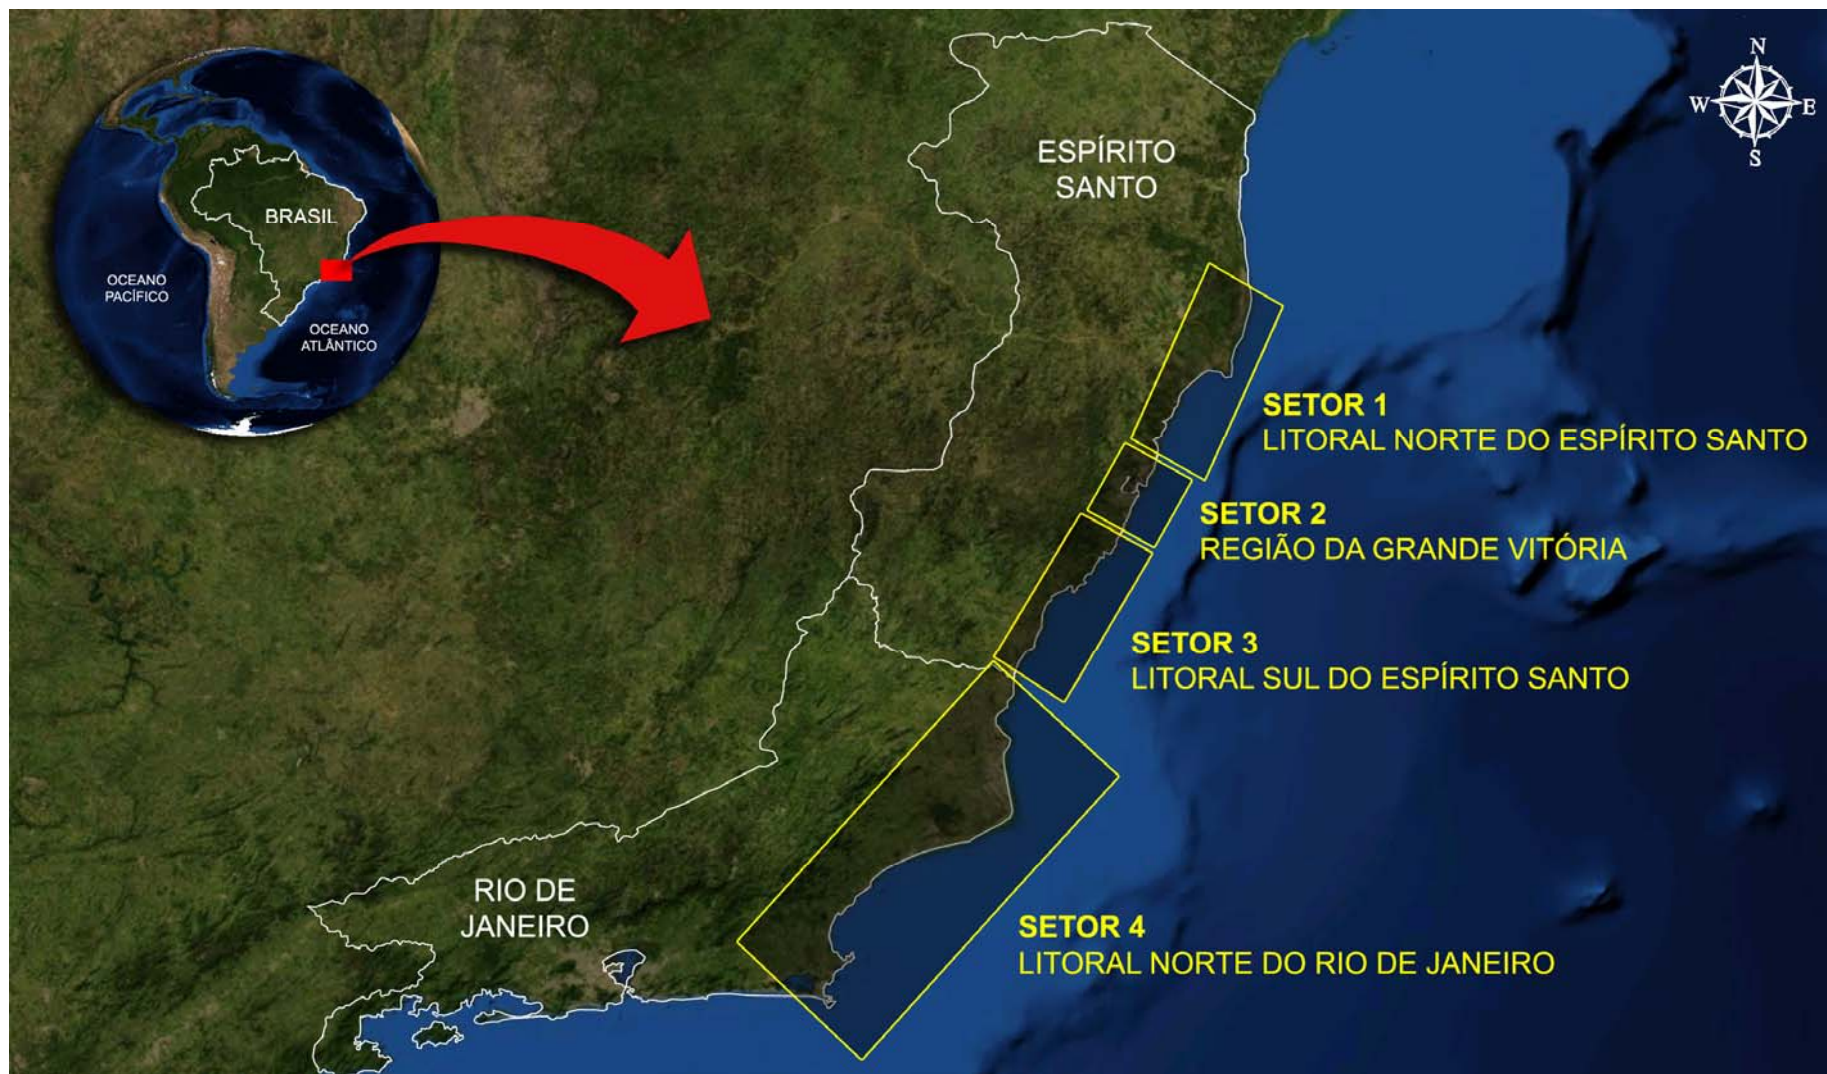 N
W
E
S
ESPÍRITO
SANTO
BRASIL
OCEANO
PACÍFICO
OCEANO
ATLÂNTICO
SETOR 1
LITORAL NORTE DO ESPÍRITO SANTO
SETOR 2
REGIÃO DA GRANDE VITÓRIA
SETOR 3
LITORAL SUL DO ESPÍRITO SANTO
RIO DE
JANEIRO
SETOR 4
LITORAL NORTE DO RIO DE JANEIRO